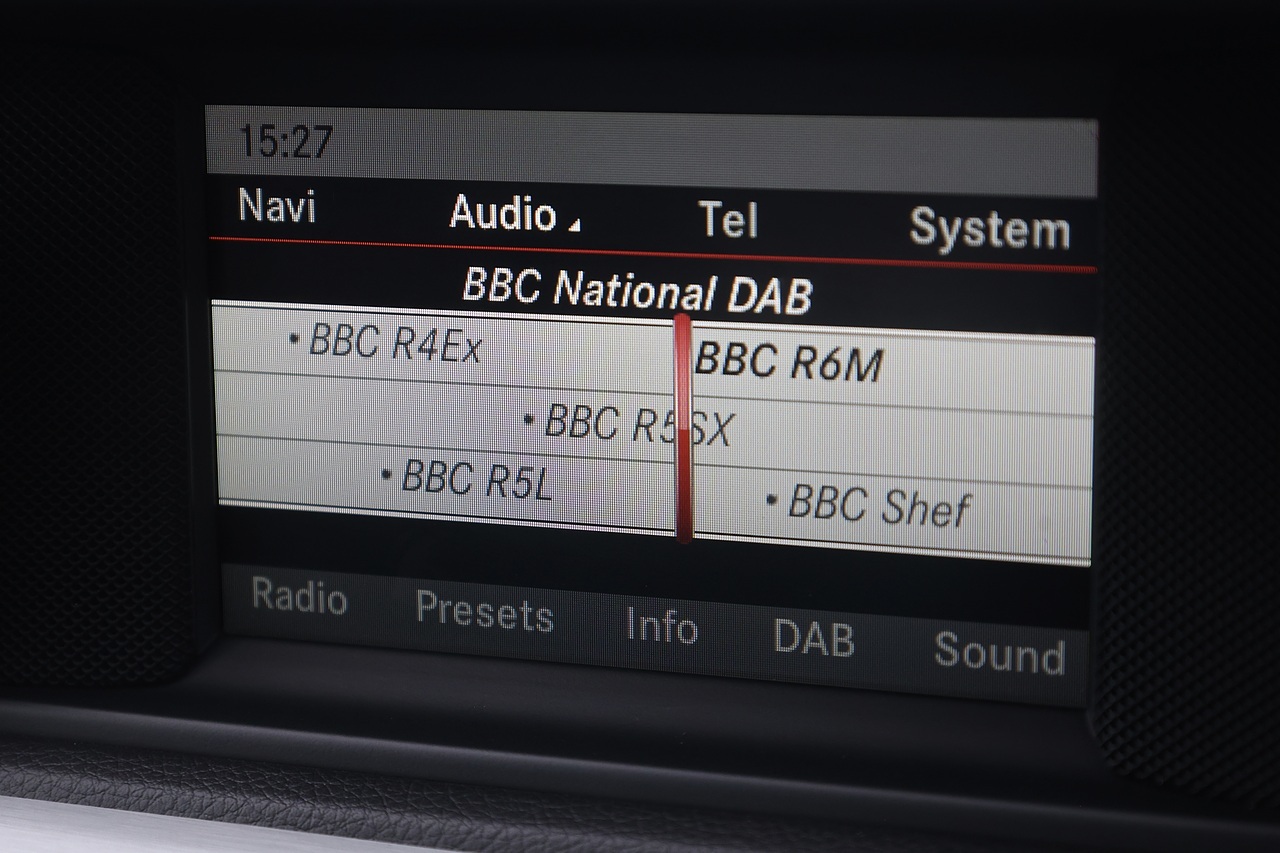 15:27
Navi Audio Tel System
BBC National DAB
• BBC R4Ex BBC R6M
• BBC R5SX
• BBC R5L • BBC Shef
Radio Presets Info DAB Sound